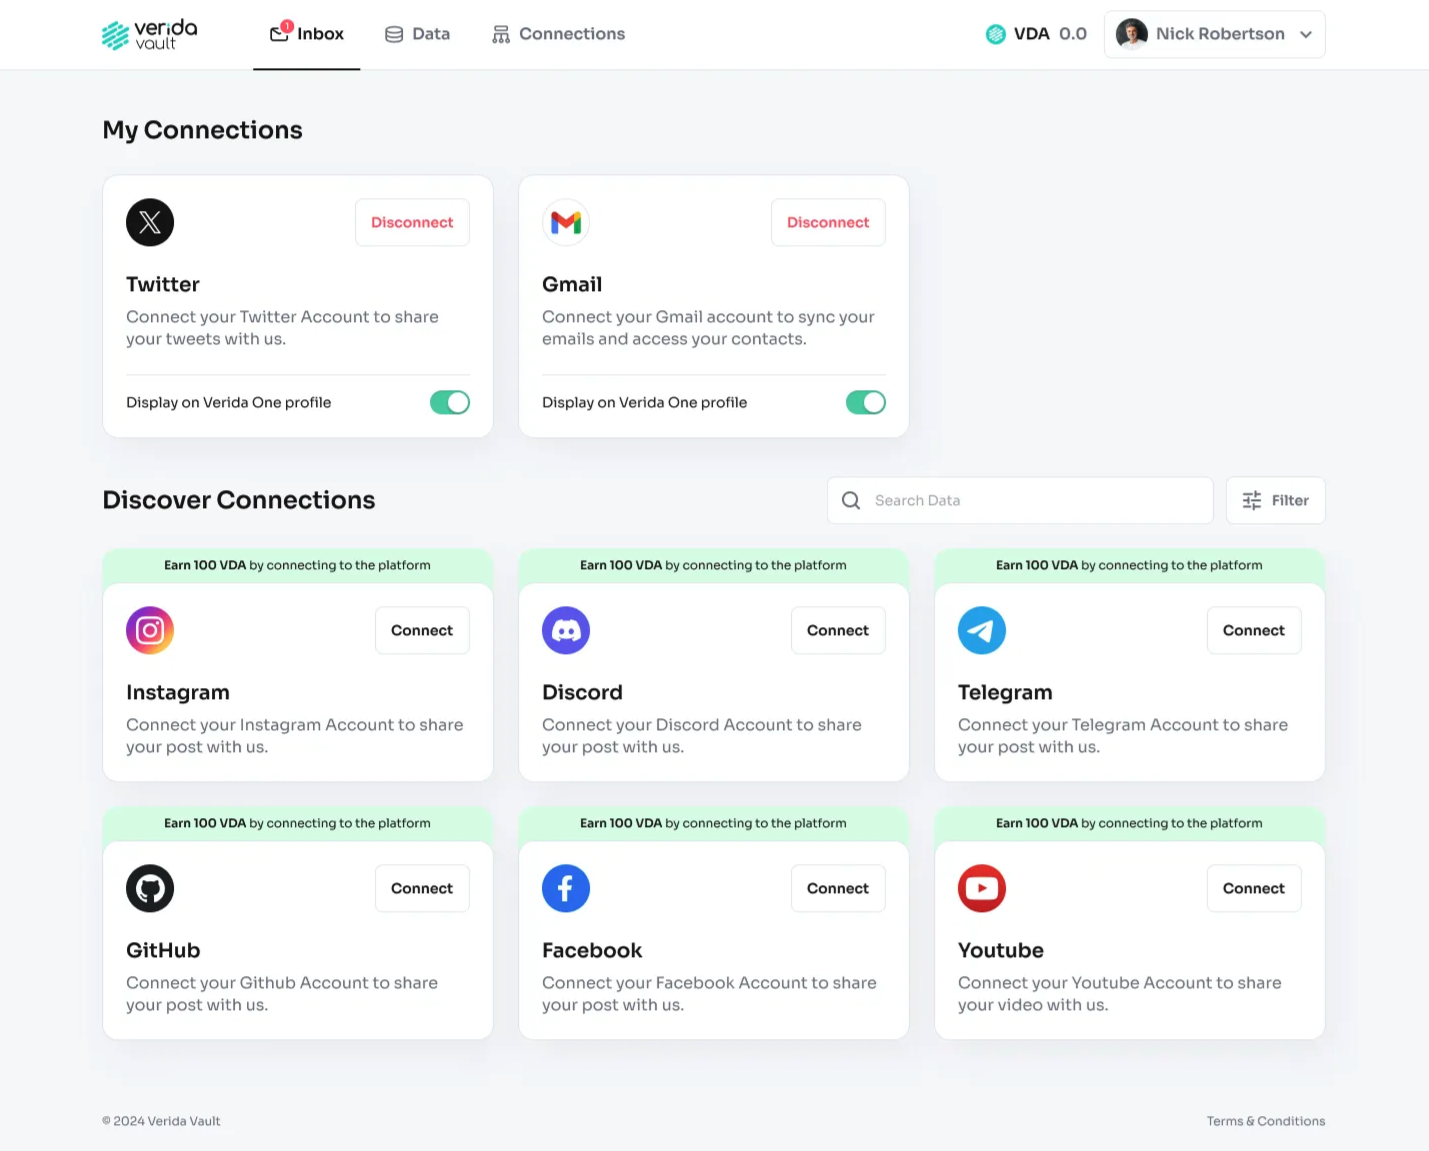 verida
vault
1
Inbox
Data
Connections
VDA 0.0
Nick Robertson
My Connections
Disconnect
Twitter
Connect your Twitter Account to share
your tweets with us.
Display on Verida One profile
Disconnect
Gmail
Connect your Gmail account to sync your
emails and access your contacts.
Display on Verida One profile
Discover Connections
Search Data
Filter
Earn 100 VDA by connecting to the platform
Connect
Instagram
Connect your Instagram Account to share
your post with us.
Earn 100 VDA by connecting to the platform
Connect
Discord
Connect your Discord Account to share
your post with us.
Earn 100 VDA by connecting to the platform
Connect
Telegram
Connect your Telegram Account to share
your post with us.
Earn 100 VDA by connecting to the platform
Connect
GitHub
Connect your Github Account to share
your post with us.
Earn 100 VDA by connecting to the platform
Connect
Facebook
Connect your Facebook Account to share
your post with us.
Earn 100 VDA by connecting to the platform
Connect
Youtube
Connect your Youtube Account to share
your video with us.
© 2024 Verida Vault
Terms & Conditions